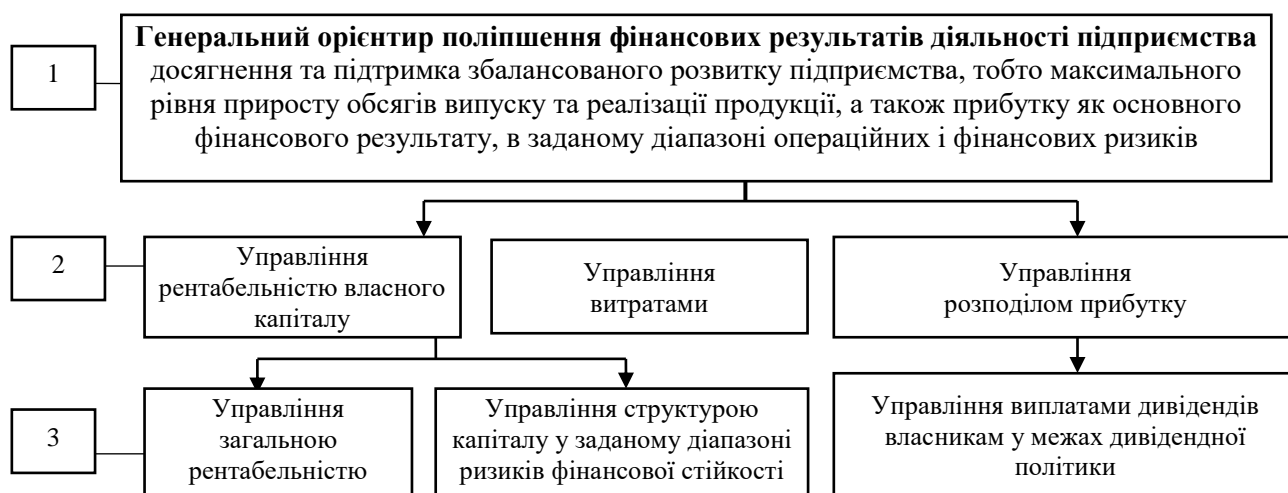 1
Генеральний орієнтир поліпшення фінансових результатів діяльності підприємства
досягнення та підтримка збалансованого розвитку підприємства, тобто максимального
рівня приросту обсягів випуску та реалізації продукції, а також прибутку як основного
фінансового результату, в заданому діапазоні операційних і фінансових ризиків
2
Управління
рентабельністю власного
капіталу
Управління
витратами
Управління
розподілом прибутку
3
Управління
загальною
рентабельністю
Управління структурою
капіталу у заданому діапазоні
ризиків фінансової стійкості
Управління виплатами дивідендів
власникам у межах дивідендної
політики